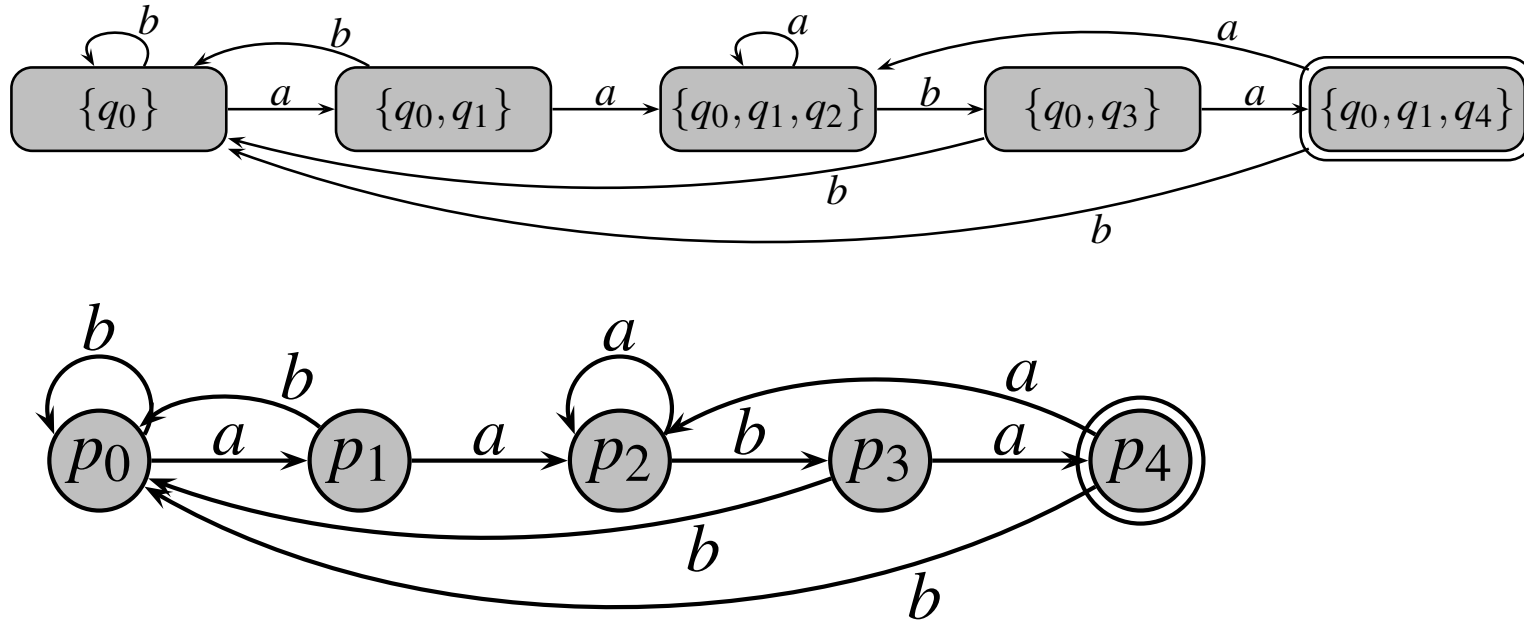 b b a a
{q₀} a {q₀, q₁} a {q₀, q₁, q₂} b {q₀, q₃} a {q₀, q₁, q₄}
b
b
b b a a
p₀ a p₁ a p₂ b p₃ a p₄
b
b